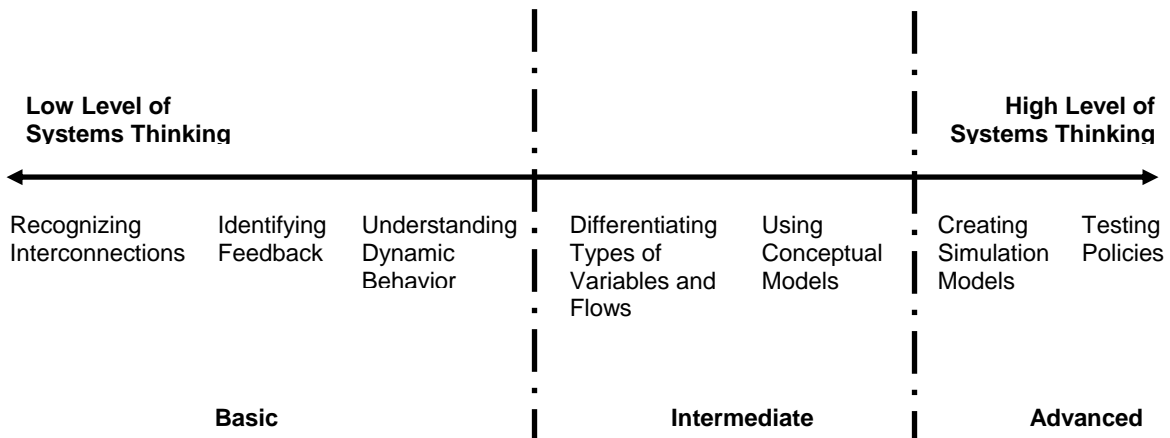 Low Level of
Systems Thinking
High Level of
Systems Thinking
Recognizing
Interconnections
Identifying
Feedback
Understanding
Dynamic
Behavior
Differentiating
Types of
Variables and
Flows
Using
Conceptual
Models
Creating
Simulation
Models
Testing
Policies
Basic
Intermediate
Advanced